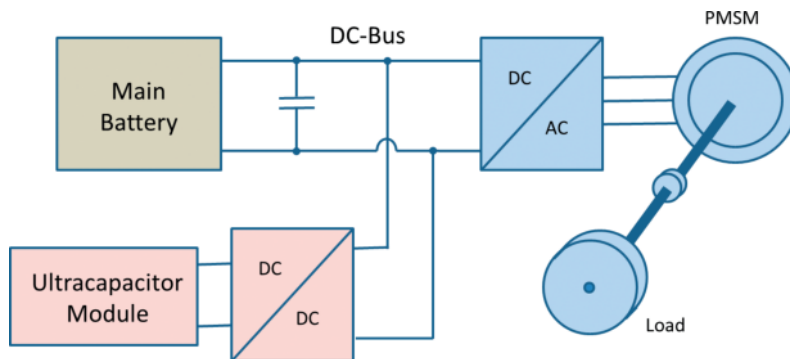 PMSM
DC-Bus
Main
Battery
DC
AC
Ultracapacitor
Module
DC
DC
Load